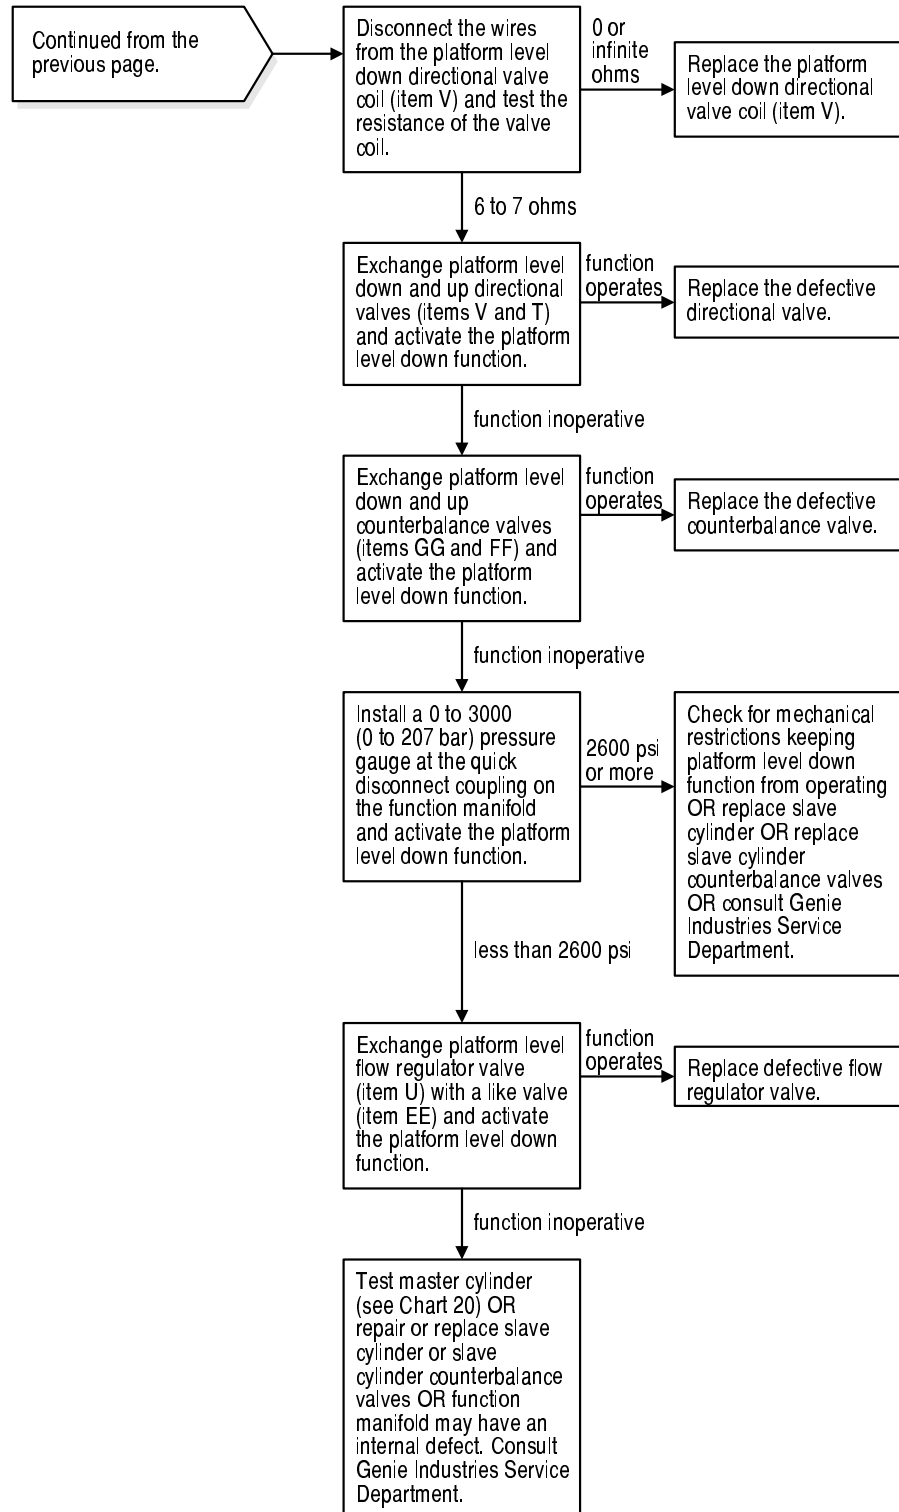 Continued from the
previous page.
Disconnect the wires
from the platform level
down directional valve
coil (item V) and test the
resistance of the valve
coil.
0 or
infinite
ohms
Replace the platform
level down directional
valve coil (item V).
6 to 7 ohms
Exchange platform level
down and up directional
valves (items V and T)
and activate the platform
level down function.
function
operates
Replace the defective
directional valve.
function inoperative
Exchange platform level
down and up
counterbalance valves
(items GG and FF) and
activate the platform
level down function.
function
operates
Replace the defective
counterbalance valve.
function inoperative
Install a 0 to 3000
(0 to 207 bar) pressure
gauge at the quick
disconnect coupling on
the function manifold
and activate the platform
level down function.
2600 psi
or more
Check for mechanical
restrictions keeping
platform level down
function from operating
OR replace slave
cylinder OR replace
slave cylinder
counterbalance valves
OR consult Genie
Industries Service
Department.
less than 2600 psi
Exchange platform level
flow regulator valve
(item U) with a like valve
(item EE) and activate
the platform level down
function.
function
operates
Replace defective flow
regulator valve.
function inoperative
Test master cylinder
(see Chart 20) OR
repair or replace slave
cylinder or slave
cylinder counterbalance
valves OR function
manifold may have an
internal defect. Consult
Genie Industries Service
Department.